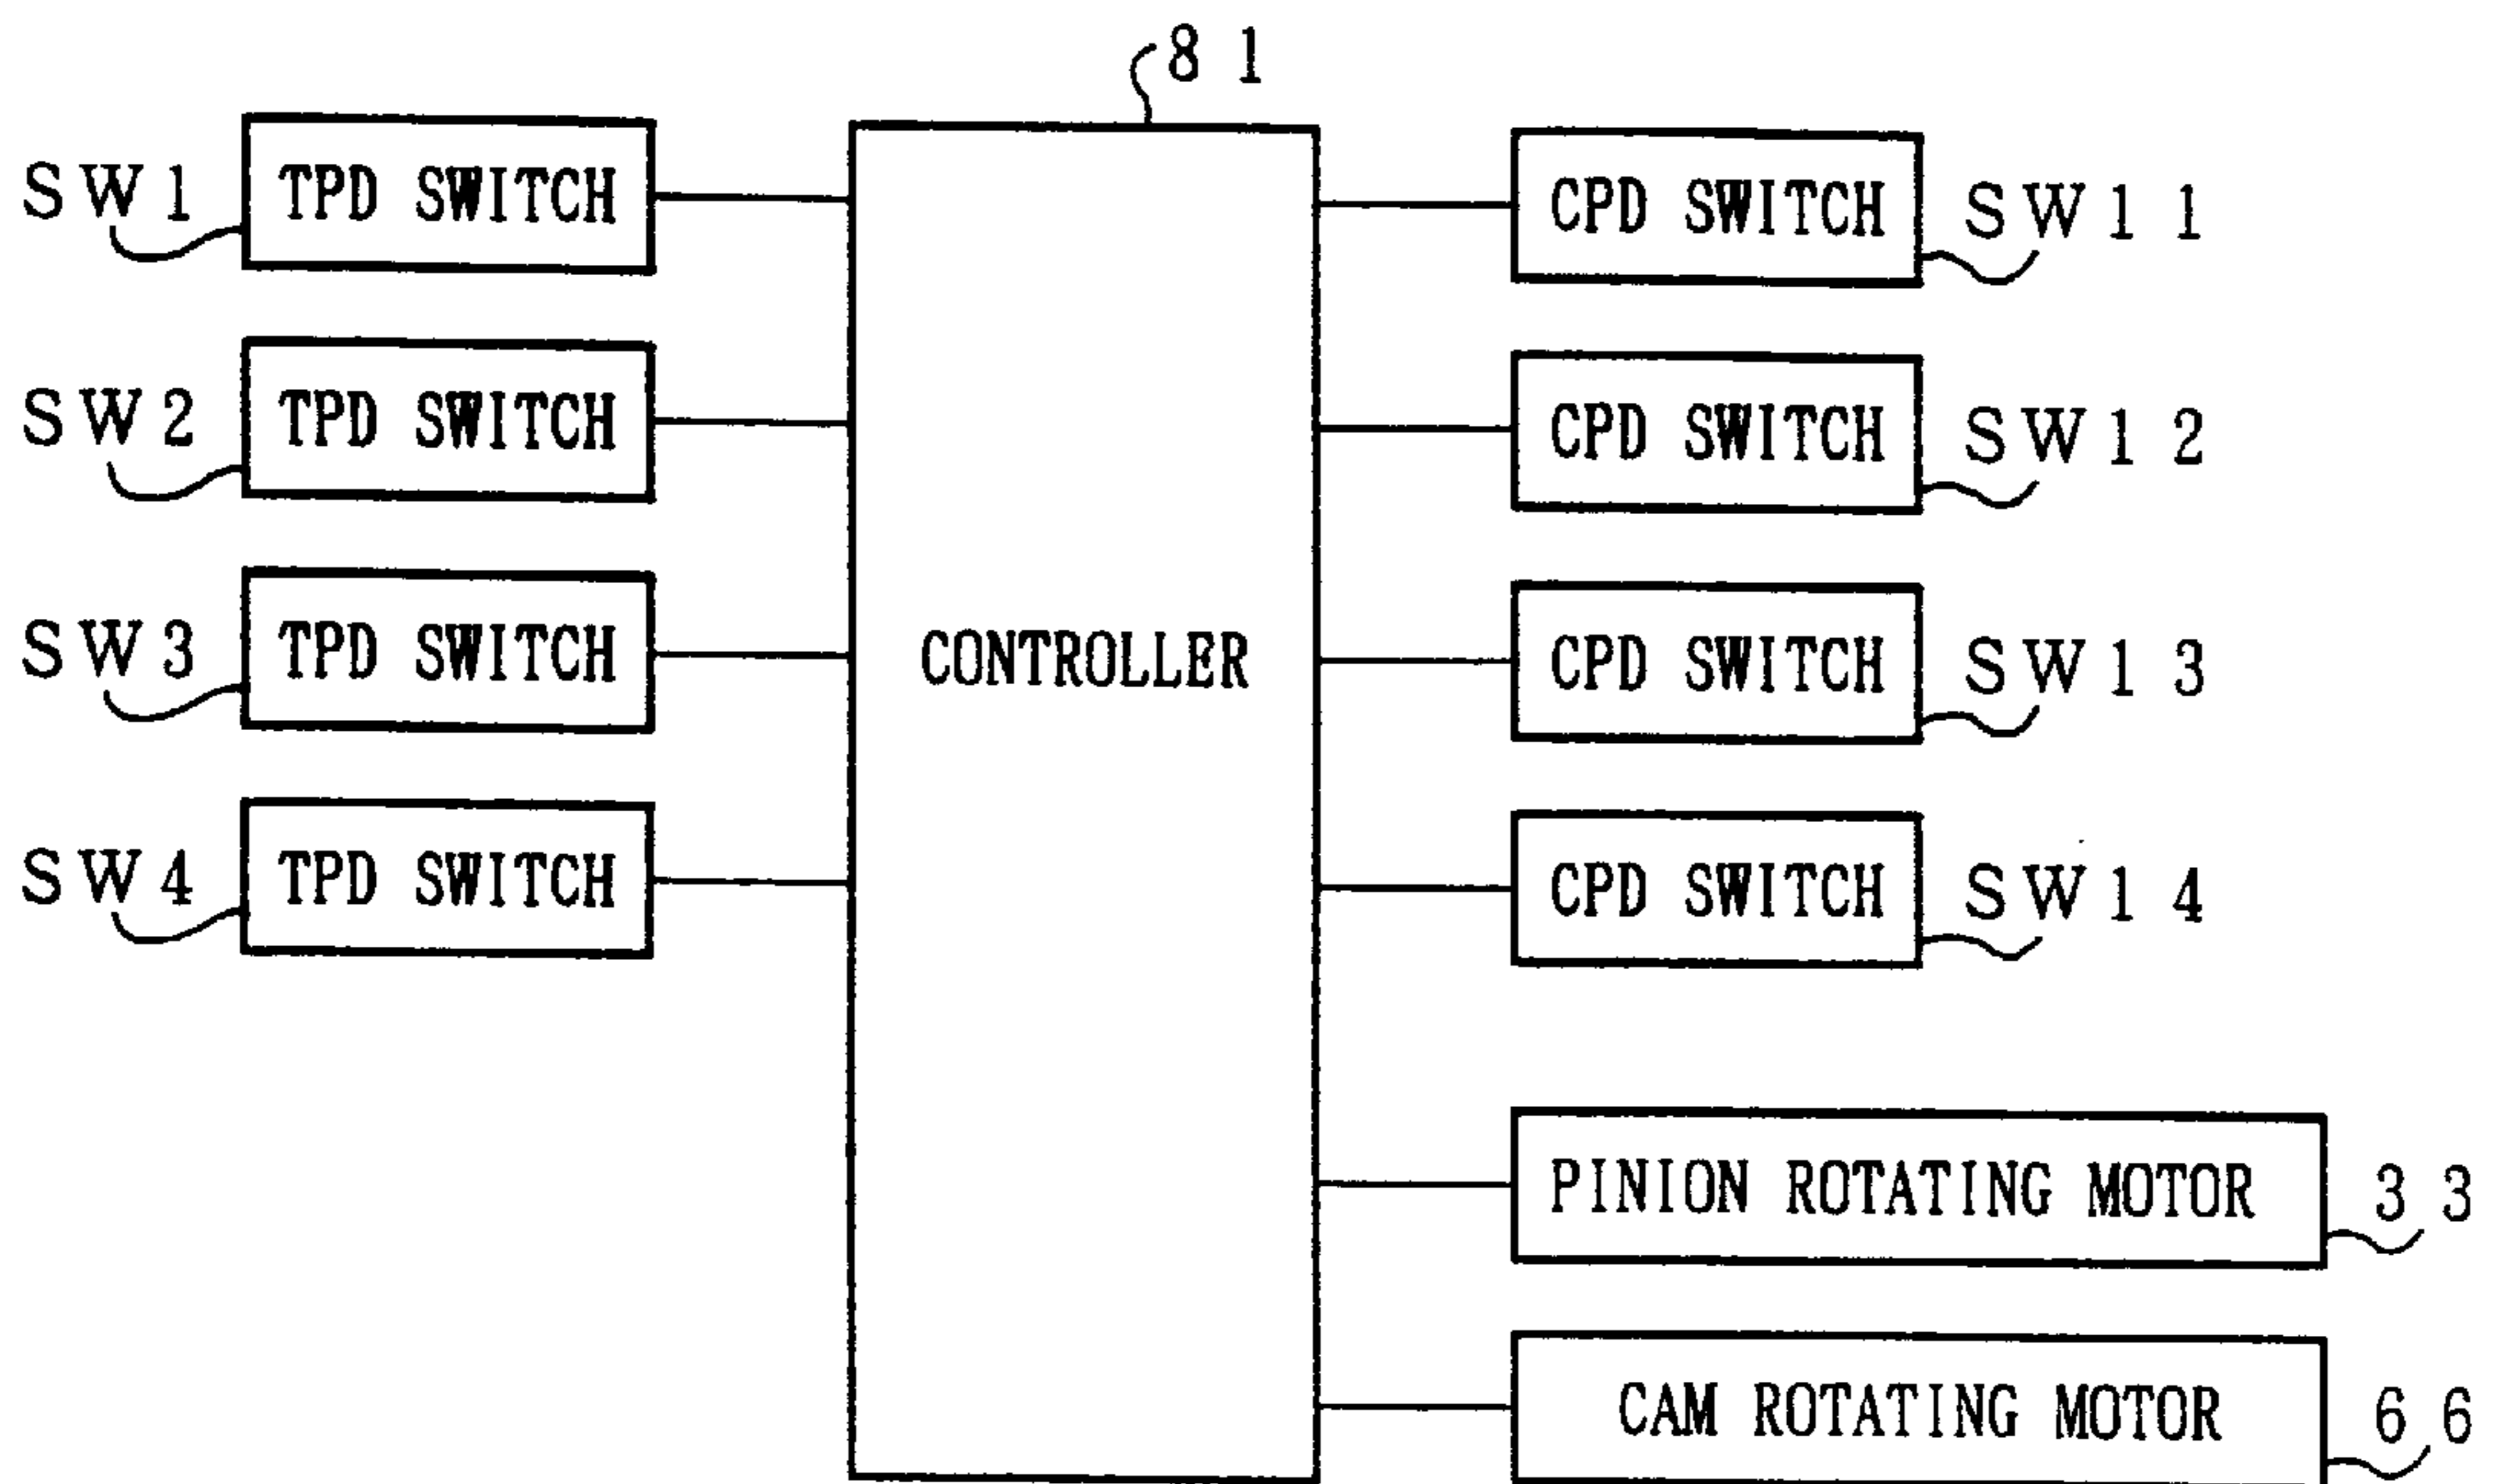 81
SW1 TPD SWITCH
SW2 TPD SWITCH
SW3 TPD SWITCH
SW4 TPD SWITCH
CONTROLLER
CPD SWITCH SW11
CPD SWITCH SW12
CPD SWITCH SW13
CPD SWITCH SW14
PINION ROTATING MOTOR 33
CAM ROTATING MOTOR 66